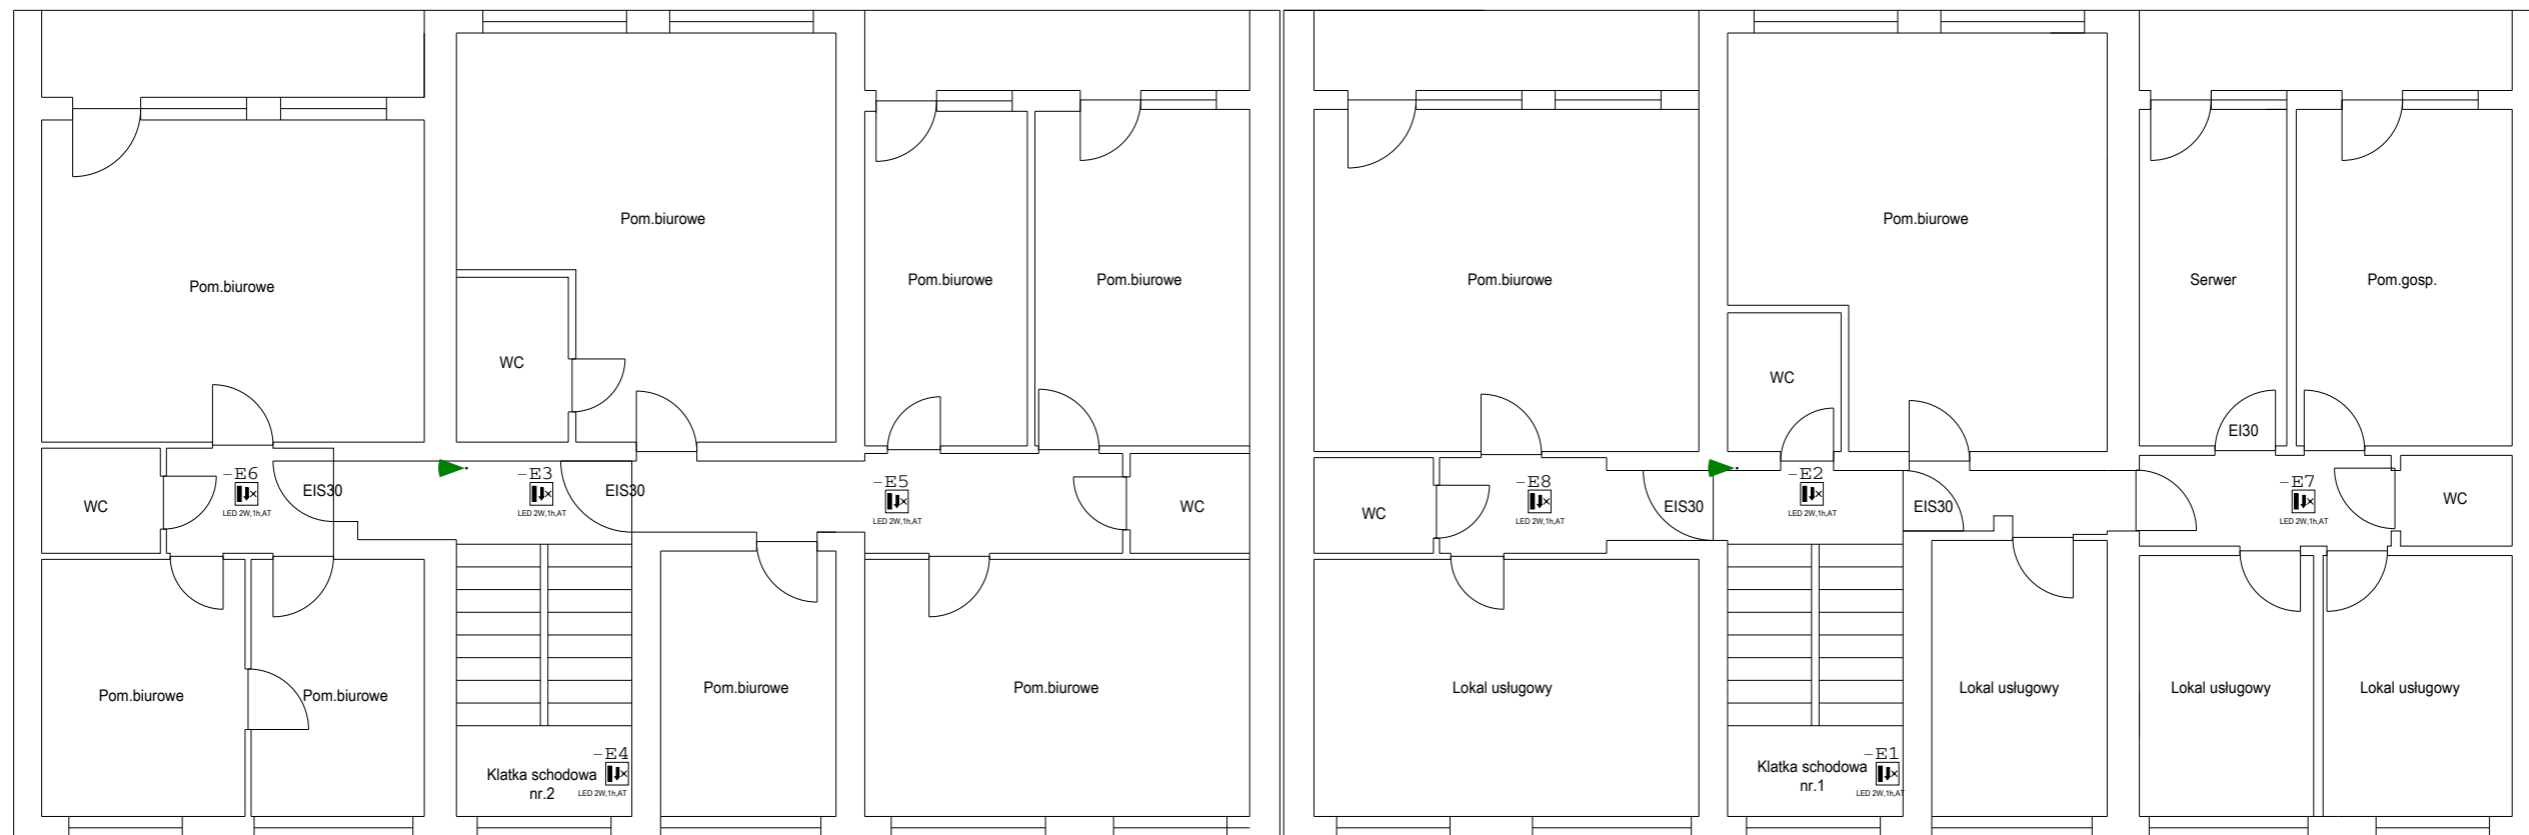 Pom.biurowe
Pom.biurowe
Pom.biurowe
Pom.biurowe
WC
WC
-E6
LED 2W,1h,AT
EIS30
-E3
LED 2W,1h,AT
EIS30
-E5
LED 2W,1h,AT
WC
Pom.biurowe
Pom.biurowe
Pom.biurowe
Pom.biurowe
Klatka schodowa
nr.2
-E4
LED 2W,1h,AT
Pom.biurowe
Pom.biurowe
Serwer
Pom.gosp.
WC
EI30
WC
-E8
LED 2W,1h,AT
EIS30
-E2
LED 2W,1h,AT
EIS30
-E7
LED 2W,1h,AT
WC
Lokal usługowy
Lokal usługowy
Lokal usługowy
Lokal usługowy
Klatka schodowa
nr.1
-E1
LED 2W,1h,AT